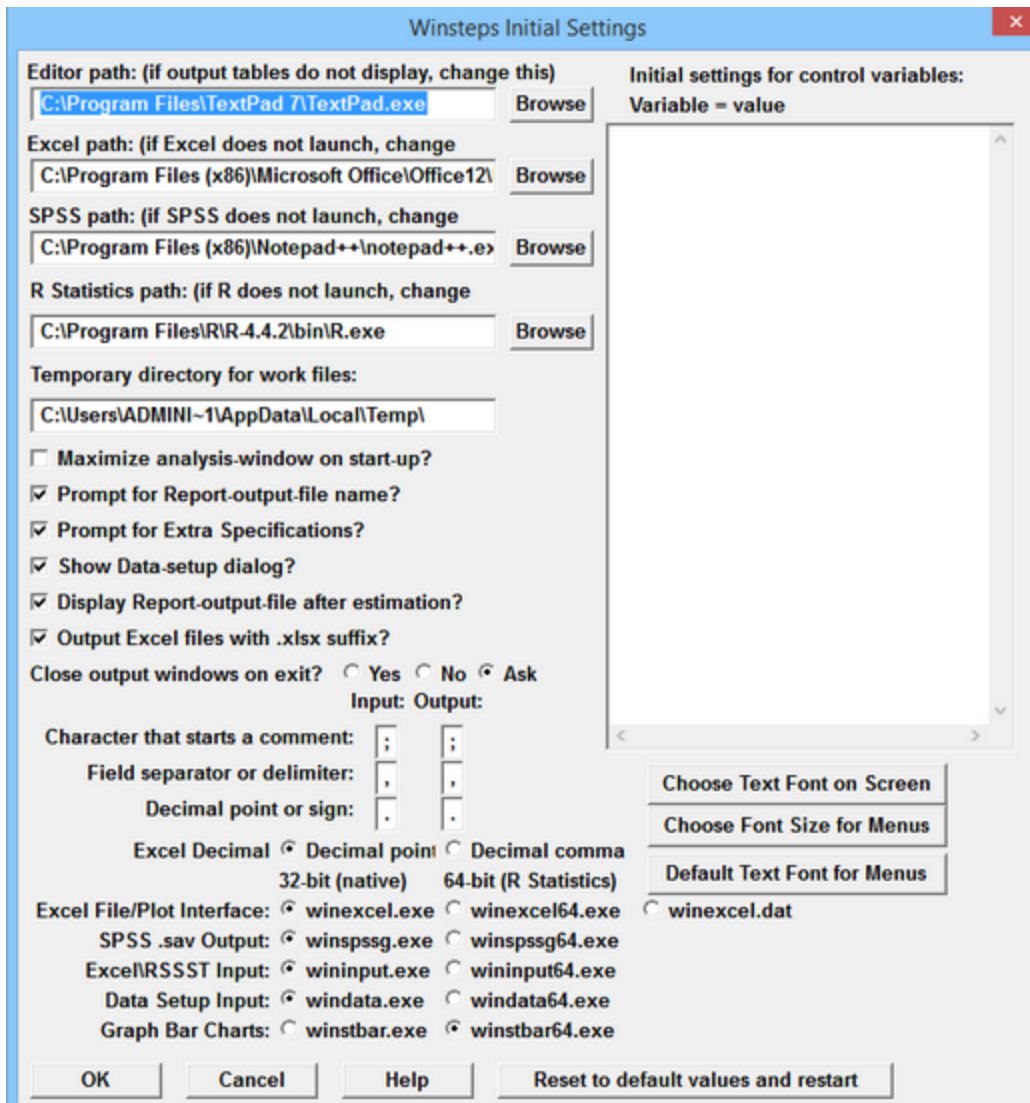 Winsteps Initial Settings
Editor path: (if output tables do not display, change this)
C:\Program Files\TextPad 7\TextPad.exe
Browse
Excel path: (if Excel does not launch, change
C:\Program Files (x86)\Microsoft Office\Office12\
Browse
SPSS path: (if SPSS does not launch, change
C:\Program Files (x86)\Notepad++\notepad++.ex
Browse
R Statistics path: (if R does not launch, change
C:\Program Files\R\R-4.4.2\bin\R.exe
Browse
Temporary directory for work files:
C:\Users\ADMINI~1\AppData\Local\Temp\
Maximize analysis-window on start-up?
Prompt for Report-output-file name?
Prompt for Extra Specifications?
Show Data-setup dialog?
Display Report-output-file after estimation?
Output Excel files with .xlsx suffix?
Close output windows on exit? Yes No Ask
Input: Output:
Character that starts a comment: ; ;
Field separator or delimiter: , ,
Decimal point or sign: . .
Excel Decimal Decimal point Decimal comma
32-bit (native) 64-bit (R Statistics)
Excel File/Plot Interface: winexcel.exe winexcel64.exe winexcel.dat
SPSS .sav Output: winspssg.exe winspssg64.exe
Excel\RSSST Input: wininput.exe wininput64.exe
Data Setup Input: windata.exe windata64.exe
Graph Bar Charts: winstbar.exe winstbar64.exe
Initial settings for control variables:
Variable = value
Choose Text Font on Screen
Choose Font Size for Menus
Default Text Font for Menus
OK Cancel Help Reset to default values and restart